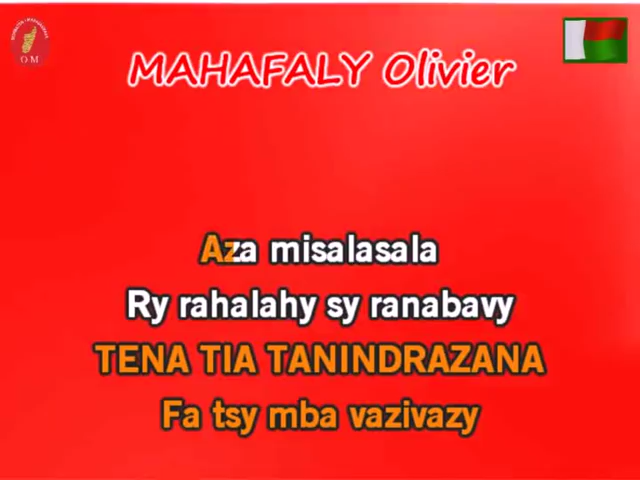 MAHAFALY Olivier
O M
Aza misalasala
Ry rahalahy sy ranabavy
TENA TIA TANINDRAZANA
Fa tsy mba vazivazy